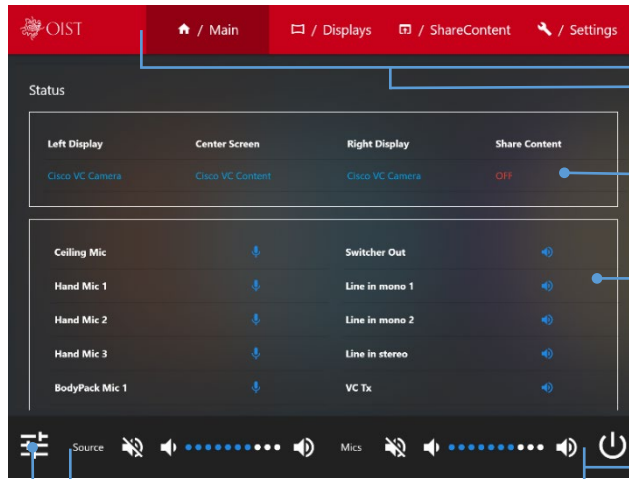 OIST / Main / Displays / ShareContent / Settings
Status
Left Display Center Screen Right Display Share Content
Cisco VC Camera Cisco VC Content Cisco VC Camera OFF
Ceiling Mic Switcher Out
Hand Mic 1 Line in mono 1
Hand Mic 2 Line in mono 2
Hand Mic 3 Line in stereo
BodyPack Mic 1 VC Tx
Source Mics